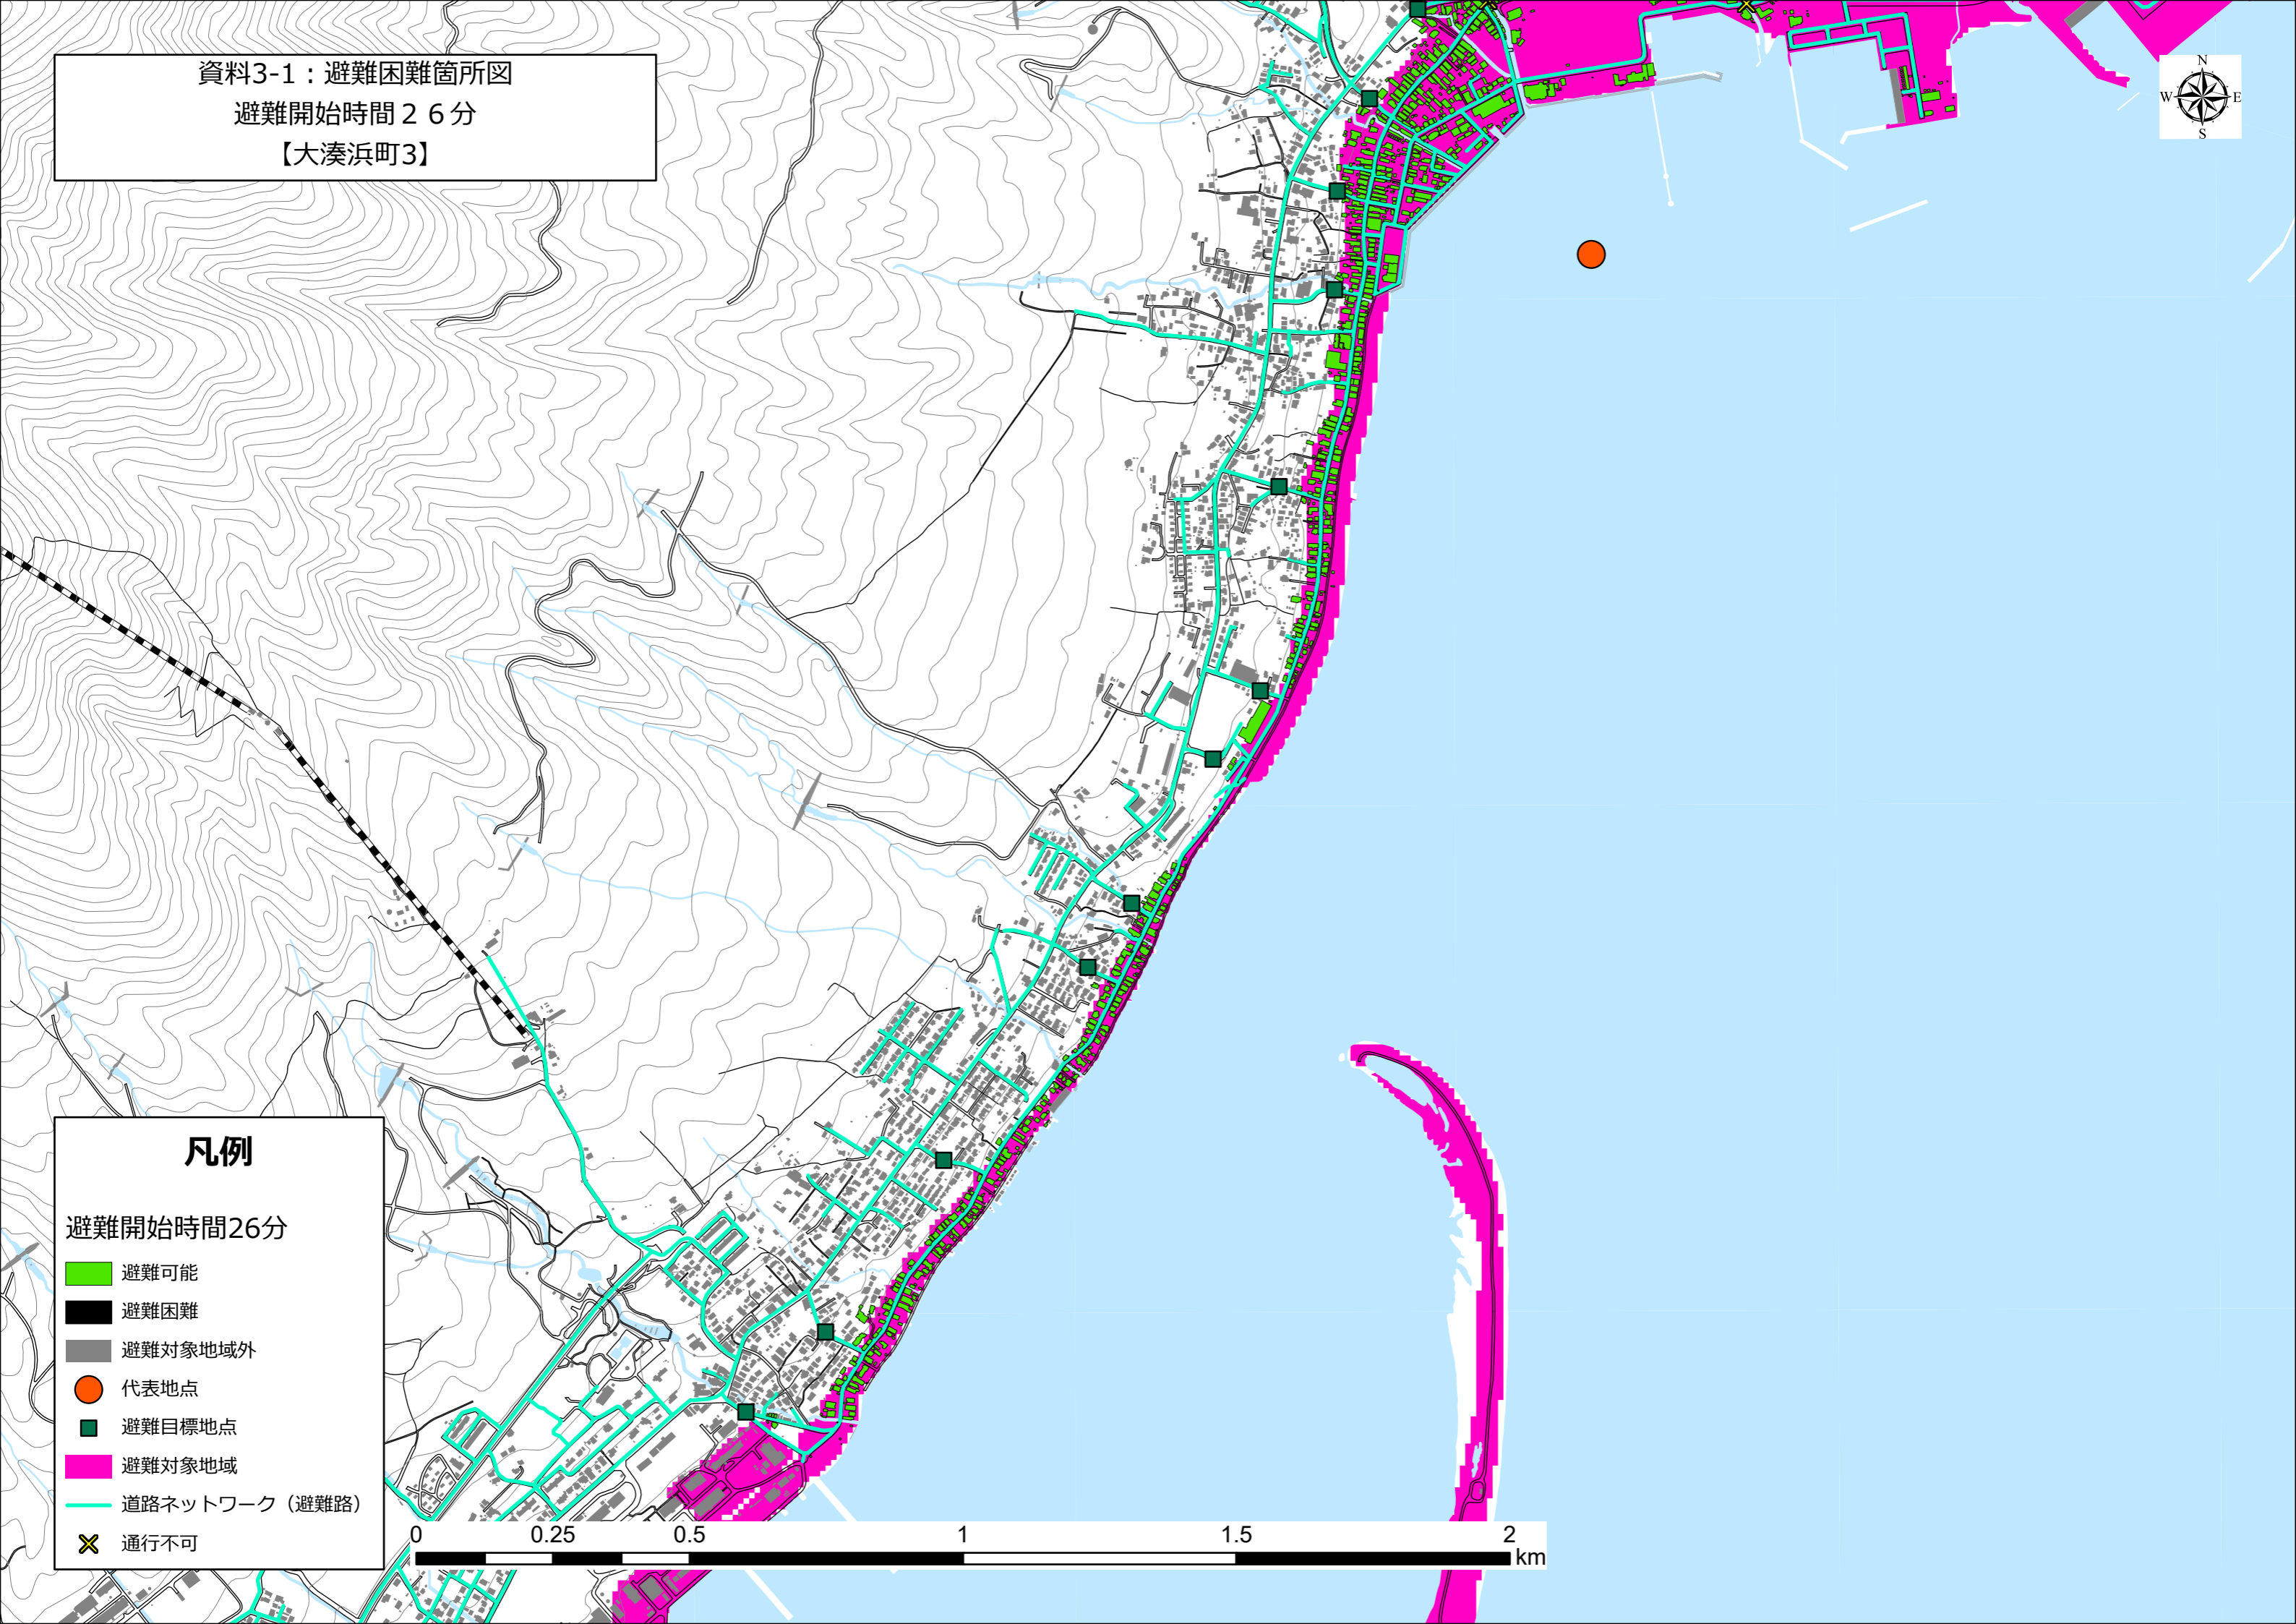 資料3-1：避難困難箇所図
避難開始時間２６分
【大湊浜町3】
N
W E
S
凡例
避難開始時間26分
避難可能
避難困難
避難対象地域外
代表地点
避難目標地点
避難対象地域
道路ネットワーク（避難路）
通行不可
0 0.25 0.5 1 1.5 2
km